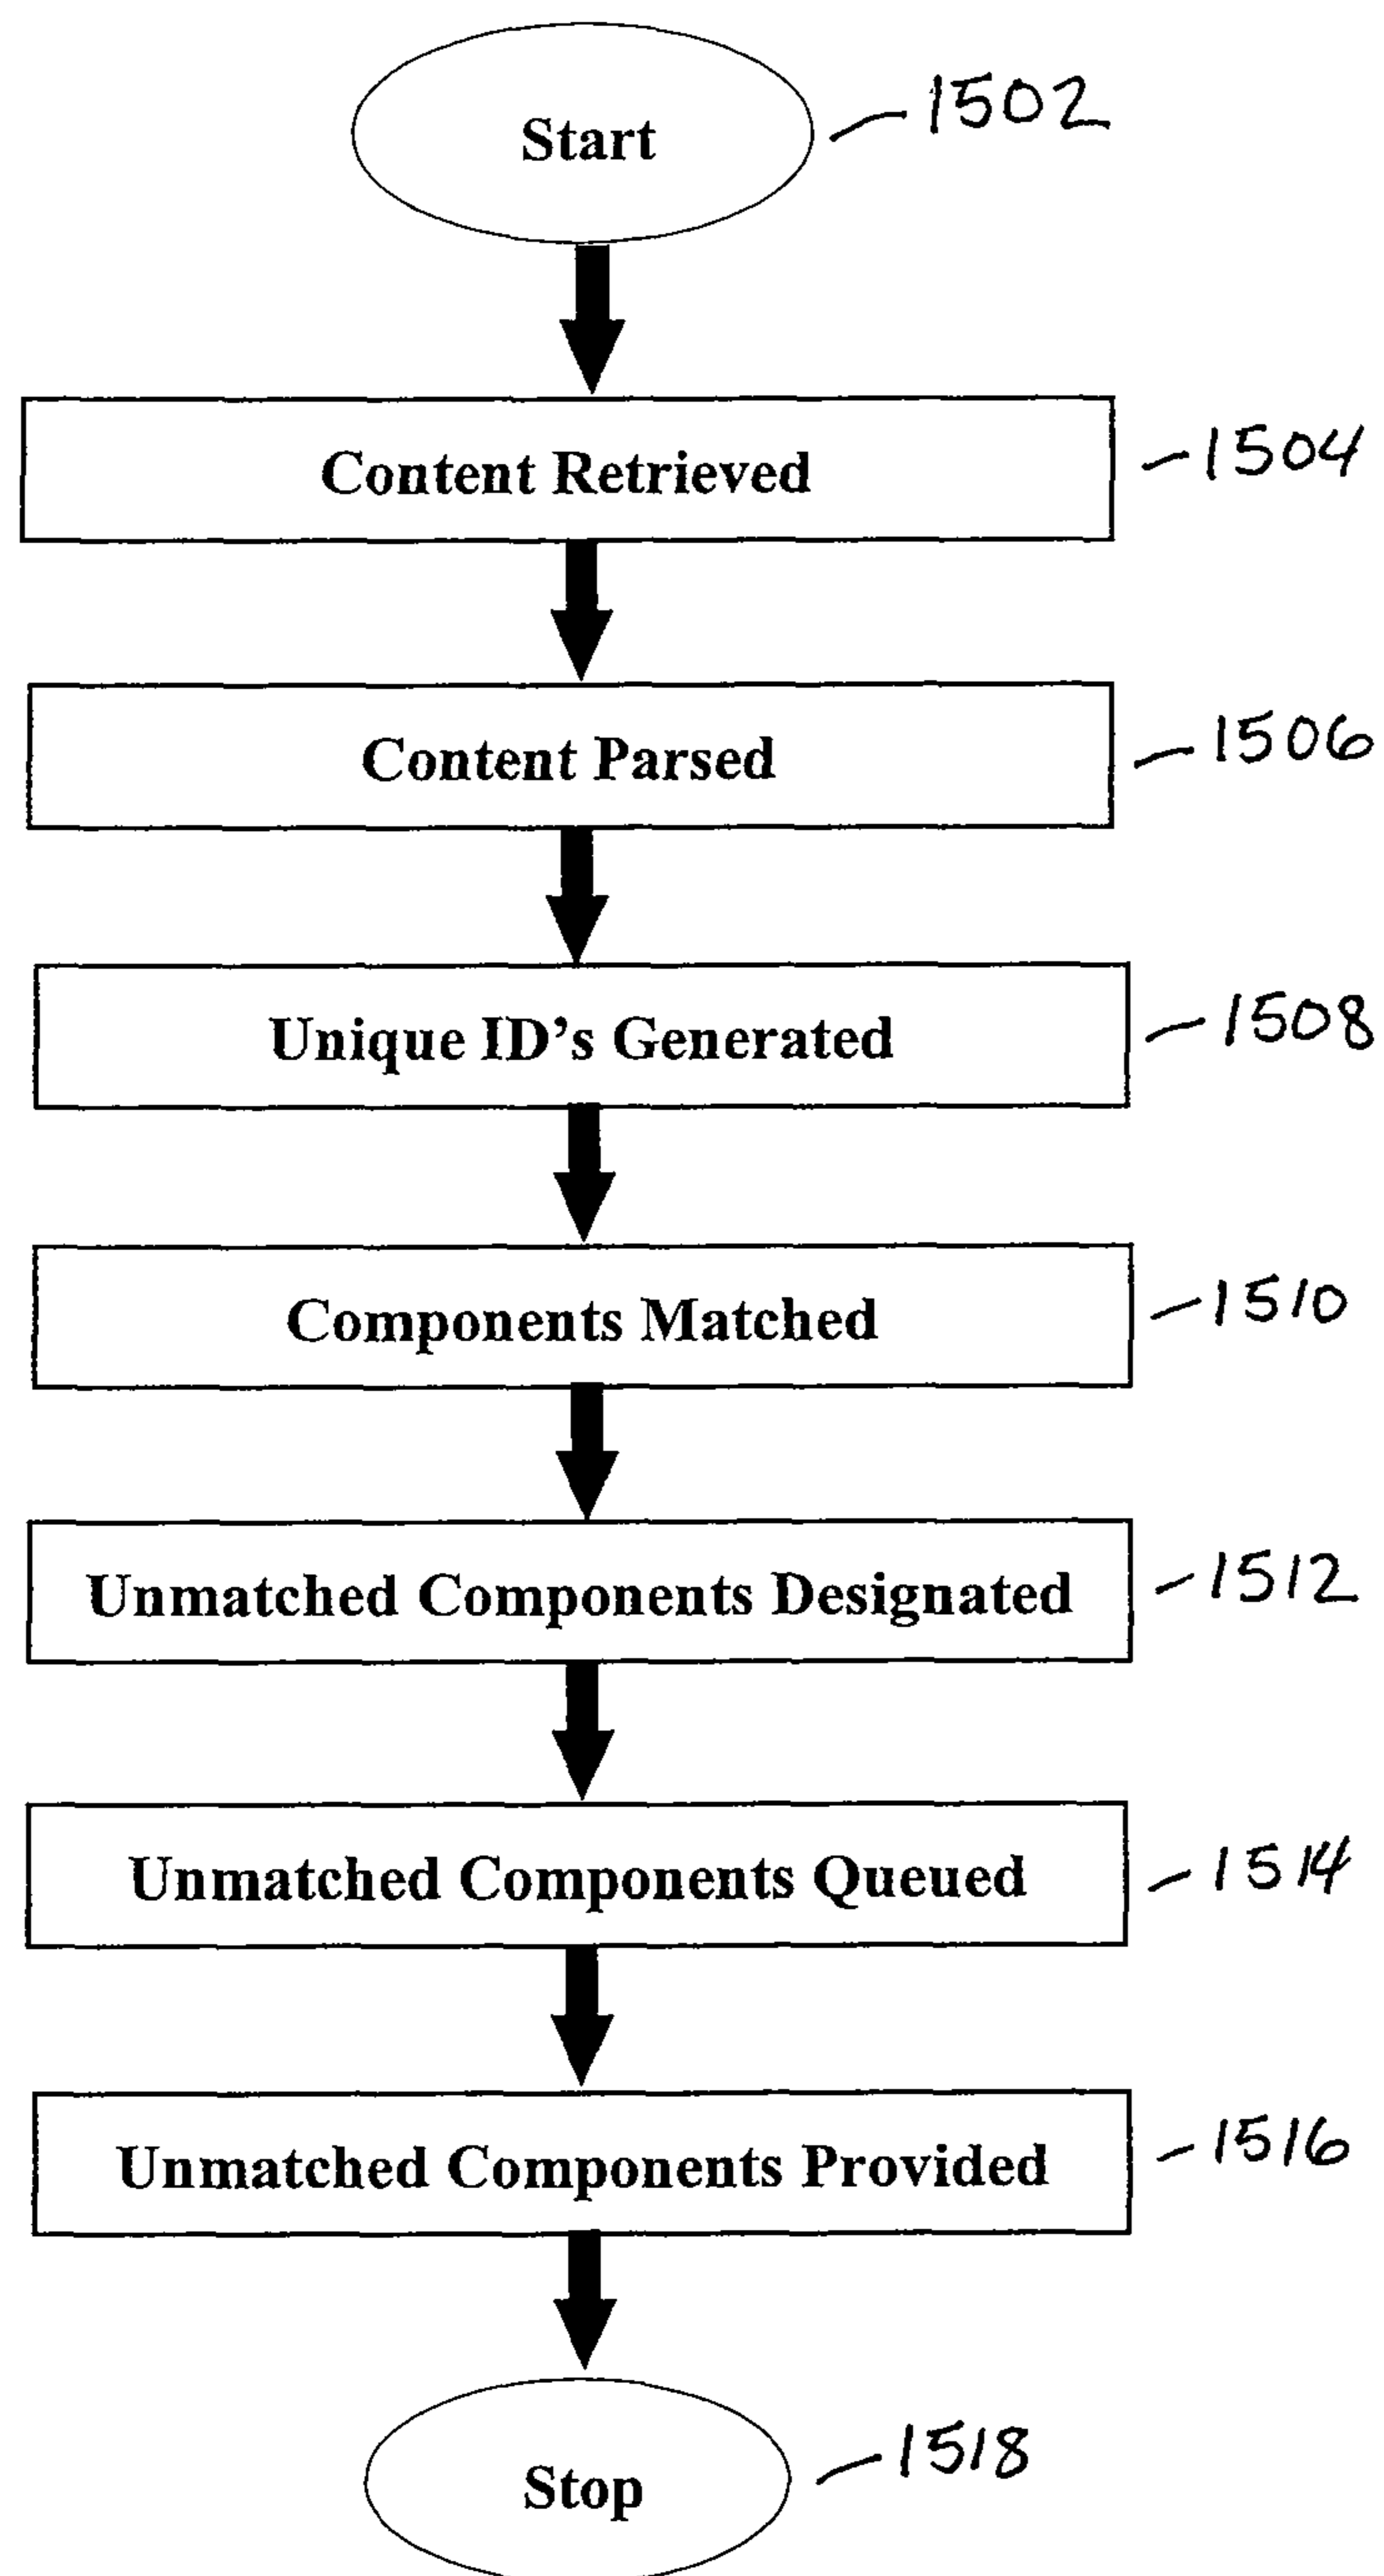 Start
1502
Content Retrieved
1504
Content Parsed
1506
Unique ID's Generated
1508
Components Matched
1510
Unmatched Components Designated
1512
Unmatched Components Queued
1514
Unmatched Components Provided
1516
Stop
1518